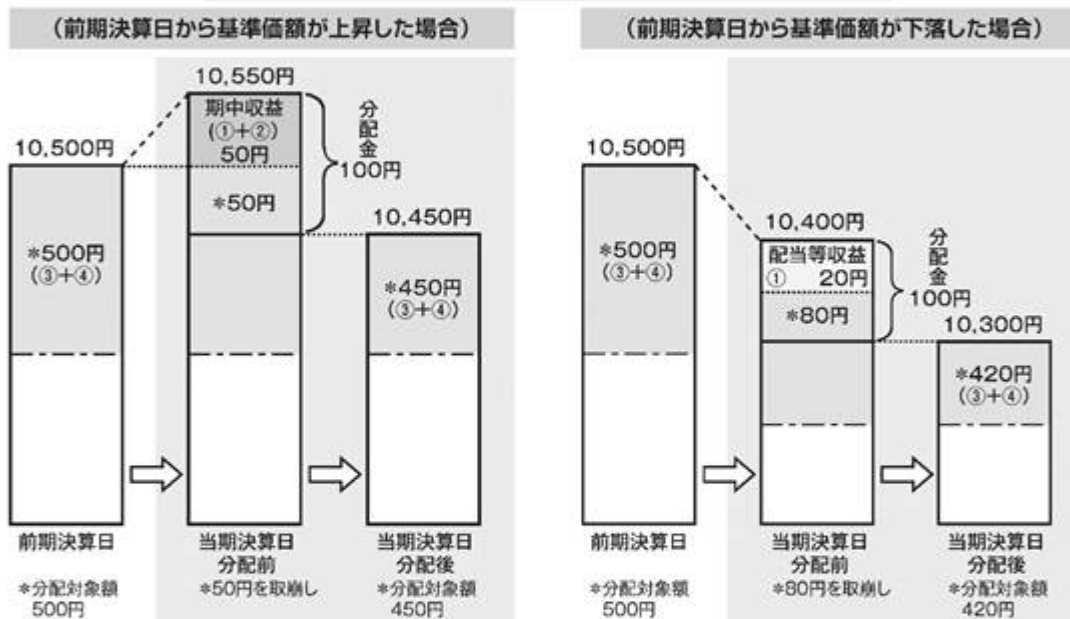 (前期決算日から基準価額が上昇した場合)
10,550円
期中収益
(①+②)
50円
分配金
100円
10,500円
*50円
10,450円
*500円
(③+④)
*450円
(③+④)
前期決算日
当期決算日
分配前
当期決算日
分配後
*分配対象額
500円
*50円を取崩し
*分配対象額
450円
(前期決算日から基準価額が下落した場合)
10,500円
10,400円
配当等収益
① 20円
分配金
100円
*80円
10,300円
*500円
(③+④)
*420円
(③+④)
前期決算日
当期決算日
分配前
当期決算日
分配後
*分配対象額
500円
*80円を取崩し
*分配対象額
420円